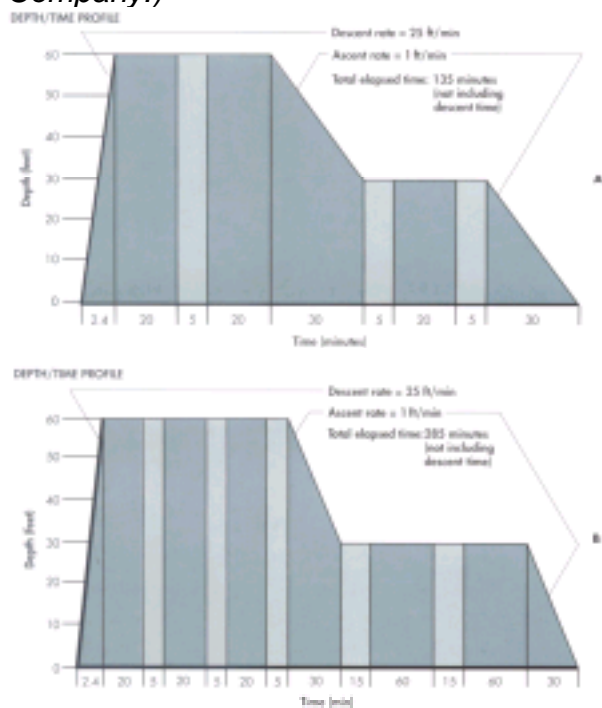 Company.)
DEPTH/TIME PROFILE
Descent rate = 25 ft/min
Ascent rate = 1 ft/min
Total elapsed time: 135 minutes
(not including
descent time)
60
50
40
30
20
10
0
Depth (feet)
A
2.4 20 5 20 30 5 20 5 30
Time (minutes)
DEPTH/TIME PROFILE
Descent rate = 25 ft/min
Ascent rate = 1 ft/min
Total elapsed time: 285 minutes
(not including
descent time)
60
50
40
30
20
10
0
Depth (feet)
B
2.4 20 5 20 5 20 5 30 15 60 15 60 30
Time (min)